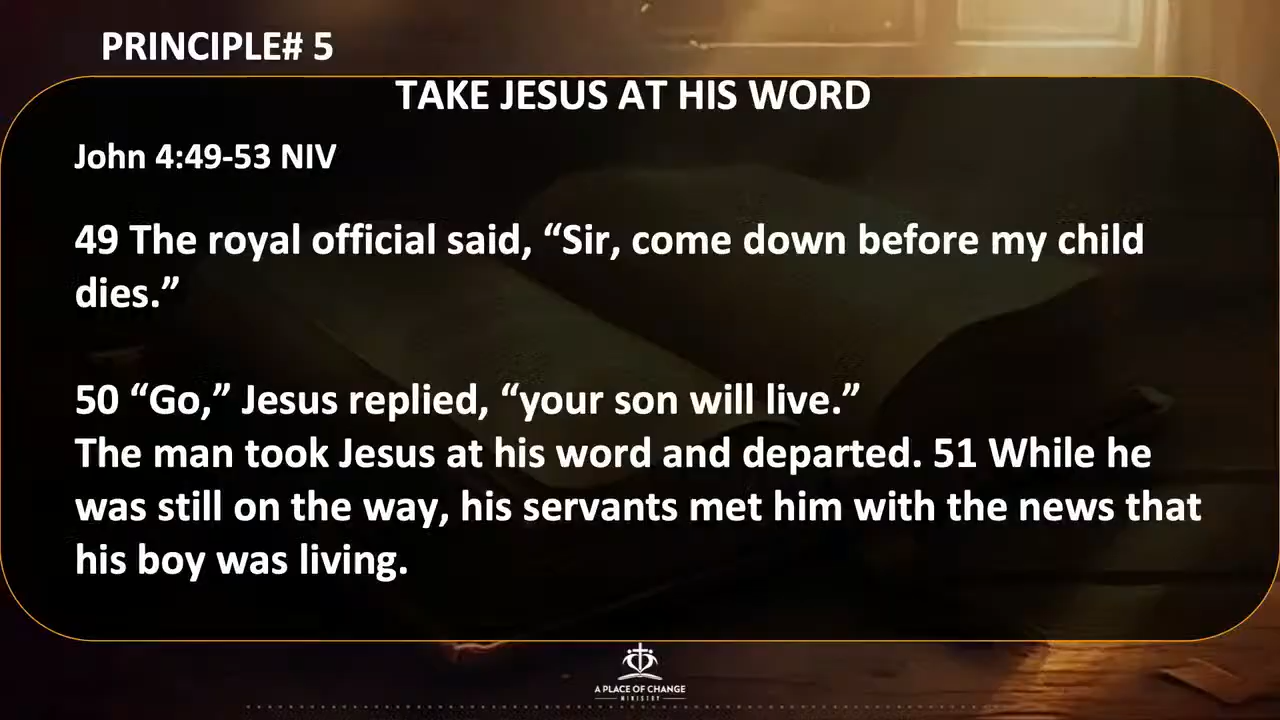 PRINCIPLE# 5
TAKE JESUS AT HIS WORD
John 4:49-53 NIV
49 The royal official said, “Sir, come down before my child
dies.”
50 “Go,” Jesus replied, “your son will live.”
The man took Jesus at his word and departed. 51 While he
was still on the way, his servants met him with the news that
his boy was living.
A PLACE OF CHANGE
MINISTRY